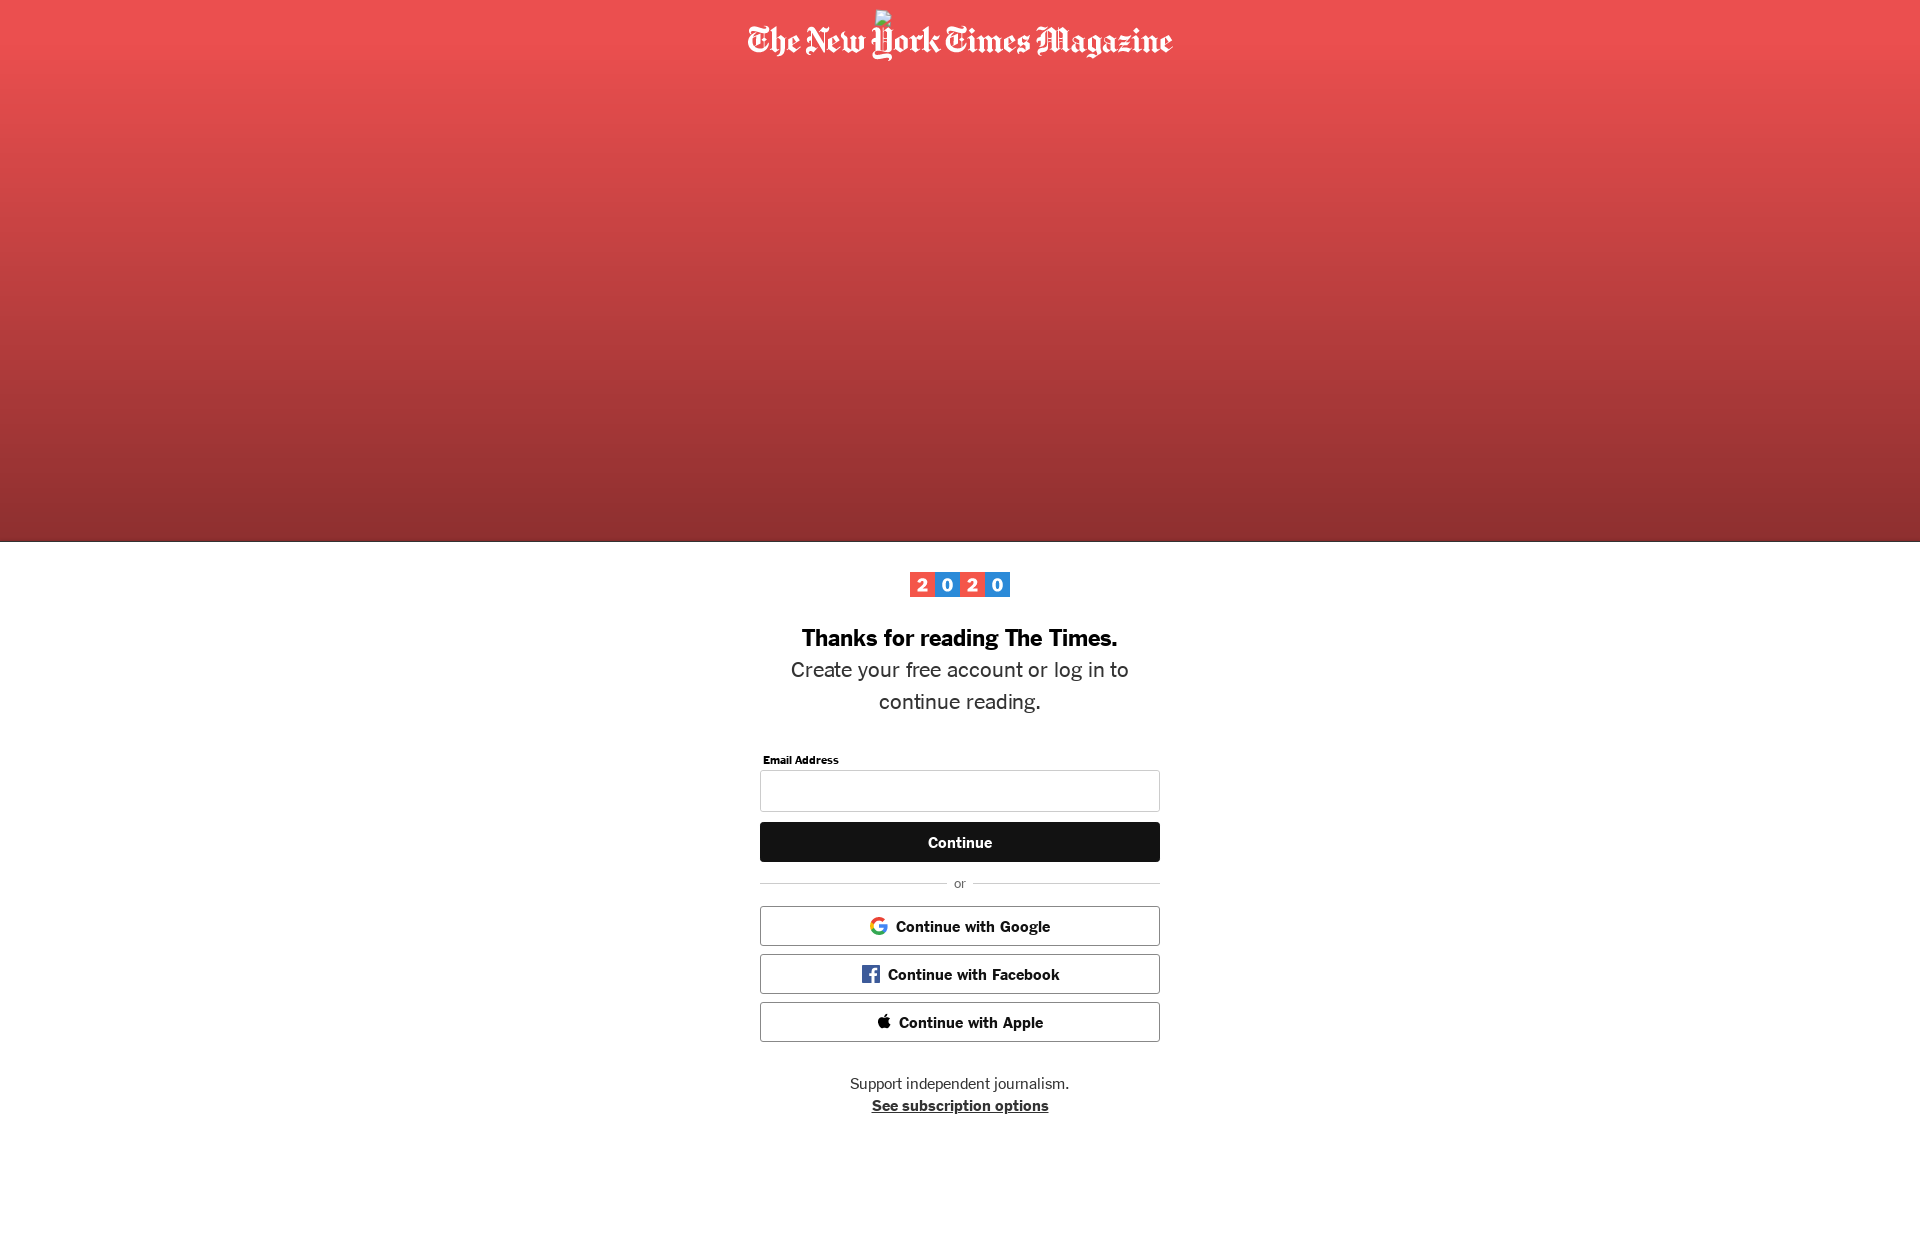 The New York Times Magazine
2020
Thanks for reading The Times.
Create your free account or log in to
continue reading.
Email Address
Continue
or
Continue with Google
Continue with Facebook
Continue with Apple
Support independent journalism.
See subscription options